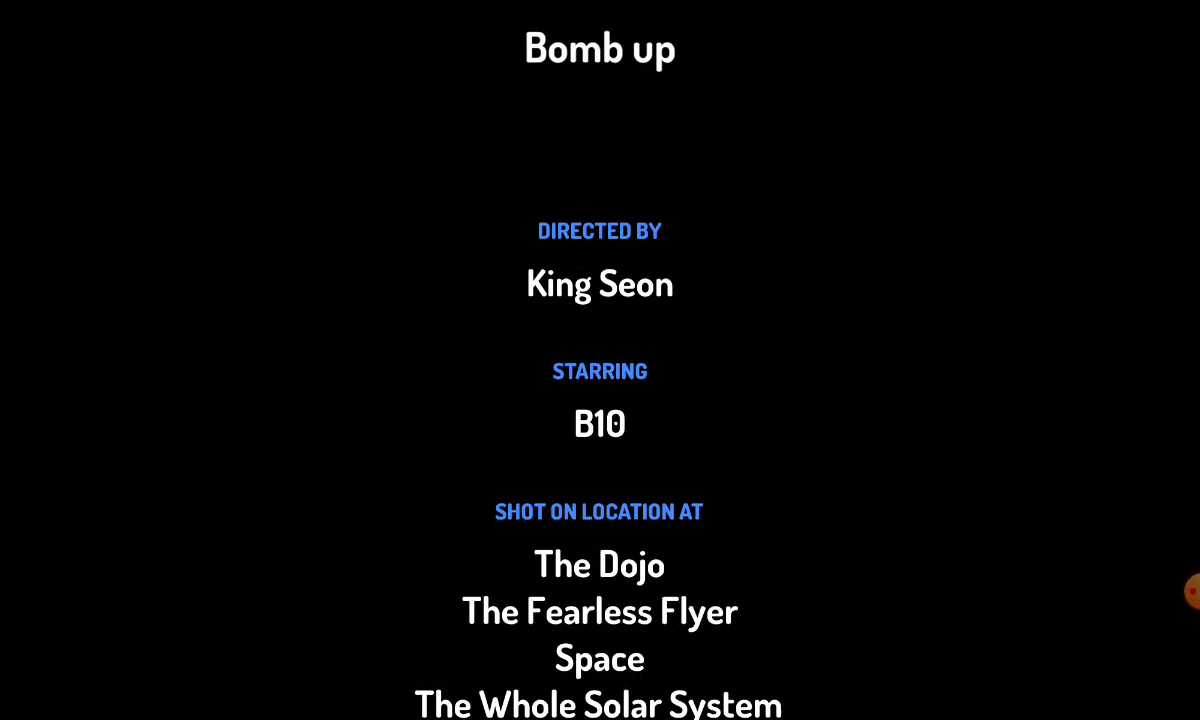 Bomb up
DIRECTED BY
King Seon
STARRING
B10
SHOT ON LOCATION AT
The Dojo
The Fearless Flyer
Space
The Whole Solar System